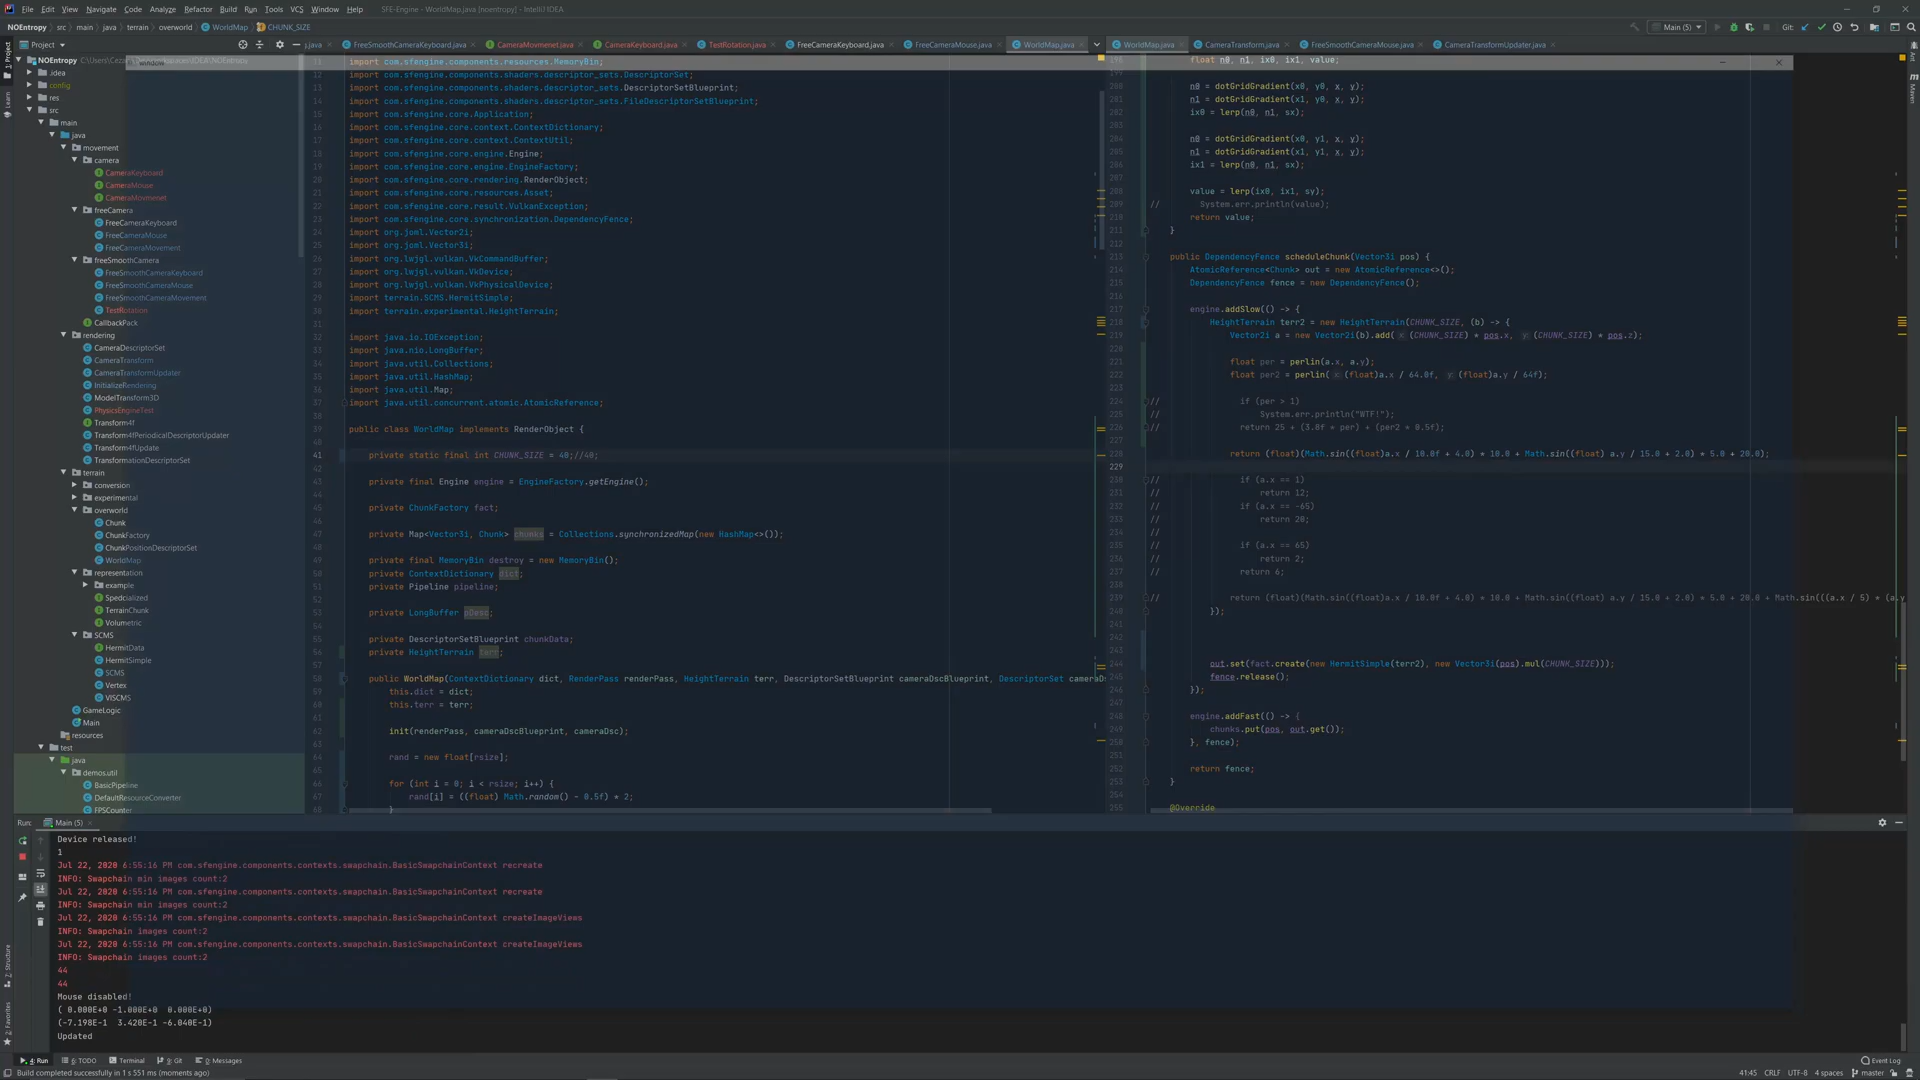 File Edit View Navigate Code Analyze Refactor Build Run Tools VCS Window Help SFE-Engine - WorldMap.java [noentropy] - IntelliJ IDEA
NOEntropy src main java terrain overworld WorldMap CHUNK_SIZE Main (5) Git:
Project
s.java FreeSmoothCameraKeyboard.java CameraMovmenet.java CameraKeyboard.java TestRotation.java FreeCameraKeyboard.java FreeCameraMouse.java WorldMap.java WorldMap.java CameraTransform.java FreeSmoothCameraMouse.java CameraTransformUpdater.java
NOEntropy
window
.idea
config
res
src
main
java
movement
camera
CameraKeyboard
CameraMouse
CameraMovmenet
freeCamera
FreeCameraKeyboard
FreeCameraMouse
FreeCameraMovement
freeSmoothCamera
FreeSmoothCameraKeyboard
FreeSmoothCameraMouse
FreeSmoothCameraMovement
TestRotation
CallbackPack
rendering
CameraDescriptorSet
CameraTransform
CameraTransformUpdater
InitializeRendering
ModelTransform3D
PhysicsEngineTest
Transform4f
Transform4fPeriodicalDescriptorUpdater
Transform4fUpdate
TransformationDescriptorSet
terrain
conversion
experimental
overworld
Chunk
ChunkFactory
ChunkPositionDescriptorSet
WorldMap
representation
example
Spedcialized
TerrainChunk
Volumetric
SCMS
HermitData
HermitSimple
SCMS
Vertex
VISCMS
GameLogic
Main
resources
test
java
demos.util
BasicPipeline
DefaultResourceConverter
FPSCounter
import com.sfengine.components.resources.MemoryBin;
import com.sfengine.components.shaders.descriptor_sets.DescriptorSet;
import com.sfengine.components.shaders.descriptor_sets.DescriptorSetBlueprint;
import com.sfengine.components.shaders.descriptor_sets.FileDescriptorSetBlueprint;
import com.sfengine.core.Application;
import com.sfengine.core.context.ContextDictionary;
import com.sfengine.core.context.ContextUtil;
import com.sfengine.core.engine.Engine;
import com.sfengine.core.engine.EngineFactory;
import com.sfengine.core.rendering.RenderObject;
import com.sfengine.core.resources.Asset;
import com.sfengine.core.result.VulkanException;
import com.sfengine.core.synchronization.DependencyFence;
import org.joml.Vector2i;
import org.joml.Vector3i;
import org.lwjgl.vulkan.VkCommandBuffer;
import org.lwjgl.vulkan.VkDevice;
import org.lwjgl.vulkan.VkPhysicalDevice;
import terrain.SCMS.HermitSimple;
import terrain.experimental.HeightTerrain;
import java.io.IOException;
import java.nio.LongBuffer;
import java.util.Collections;
import java.util.HashMap;
import java.util.Map;
import java.util.concurrent.atomic.AtomicReference;
public class WorldMap implements RenderObject {
private static final int CHUNK_SIZE = 40;//40;
private final Engine engine = EngineFactory.getEngine();
private ChunkFactory fact;
private Map<Vector3i, Chunk> chunks = Collections.synchronizedMap(new HashMap<>());
private final MemoryBin destroy = new MemoryBin();
private ContextDictionary dict;
private Pipeline pipeline;
private LongBuffer pDesc;
private DescriptorSetBlueprint chunkData;
private HeightTerrain terr;
public WorldMap(ContextDictionary dict, RenderPass renderPass, HeightTerrain terr, DescriptorSetBlueprint cameraDscBlueprint, DescriptorSet cameraDs
this.dict = dict;
this.terr = terr;
init(renderPass, cameraDscBlueprint, cameraDsc);
rand = new float[rsize];
for (int i = 0; i < rsize; i++) {
rand[i] = ((float) Math.random() - 0.5f) * 2;
}
float n0, n1, ix0, ix1, value;
n0 = dotGridGradient(x0, y0, x, y);
n1 = dotGridGradient(x1, y0, x, y);
ix0 = lerp(n0, n1, sx);
n0 = dotGridGradient(x0, y1, x, y);
n1 = dotGridGradient(x1, y1, x, y);
ix1 = lerp(n0, n1, sx);
value = lerp(ix0, ix1, sy);
// System.err.println(value);
return value;
}
public DependencyFence scheduleChunk(Vector3i pos) {
AtomicReference<Chunk> out = new AtomicReference<>();
DependencyFence fence = new DependencyFence();
engine.addSlow(() -> {
HeightTerrain terr2 = new HeightTerrain(CHUNK_SIZE, (b) -> {
Vector2i a = new Vector2i(b).add( x: (CHUNK_SIZE) * pos.x, y: (CHUNK_SIZE) * pos.z);
float per = perlin(a.x, a.y);
float per2 = perlin( x: (float)a.x / 64.0f, y: (float)a.y / 64f);
// if (per > 1)
// System.err.println("WTF!");
// return 25 + (3.8f * per) + (per2 * 0.5f);
return (float)(Math.sin((float)a.x / 10.0f + 4.0) * 10.0 + Math.sin((float) a.y / 15.0 + 2.0) * 5.0 + 20.0);
// if (a.x == 1)
// return 12;
// if (a.x == -65)
// return 20;
// if (a.x == 65)
// return 2;
// return 6;
// return (float)(Math.sin((float)a.x / 10.0f + 4.0) * 10.0 + Math.sin((float) a.y / 15.0 + 2.0) * 5.0 + 20.0 + Math.sin(((a.x / 5) * (a.y
});
out.set(fact.create(new HermitSimple(terr2), new Vector3i(pos).mul(CHUNK_SIZE)));
fence.release();
});
engine.addFast(() -> {
chunks.put(pos, out.get());
}, fence);
return fence;
}
@Override
Run: Main (5)
Device released!
1
Jul 22, 2020 6:55:16 PM com.sfengine.components.contexts.swapchain.BasicSwapchainContext recreate
INFO: Swapchain min images count:2
Jul 22, 2020 6:55:16 PM com.sfengine.components.contexts.swapchain.BasicSwapchainContext recreate
INFO: Swapchain min images count:2
Jul 22, 2020 6:55:16 PM com.sfengine.components.contexts.swapchain.BasicSwapchainContext createImageViews
INFO: Swapchain images count:2
Jul 22, 2020 6:55:16 PM com.sfengine.components.contexts.swapchain.BasicSwapchainContext createImageViews
INFO: Swapchain images count:2
44
44
Mouse disabled!
( 0.000E+0 -1.000E+0 0.000E+0)
(-7.198E-1 3.420E-1 -6.040E-1)
Updated
4: Run 6: TODO Terminal 9: Git 0: Messages Event Log
Build completed successfully in 1 s 551 ms (moments ago) 41:45 CRLF UTF-8 4 spaces master